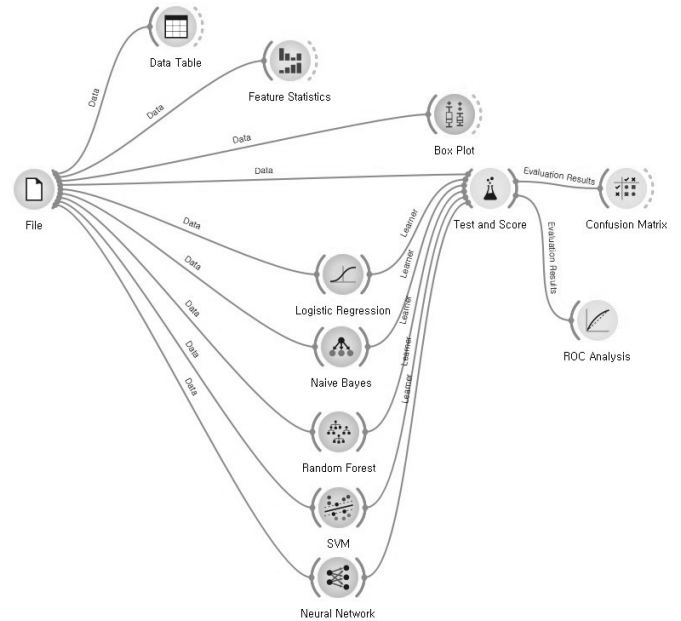 Data Table
Feature Statistics
Box Plot
Data
Data
Data
Data
File
Test and Score
Evaluation Results
Confusion Matrix
Evaluation Results
ROC Analysis
Data
Learner
Logistic Regression
Data
Learner
Naive Bayes
Data
Learner
Random Forest
Data
Learner
SVM
Data
Learner
Neural Network